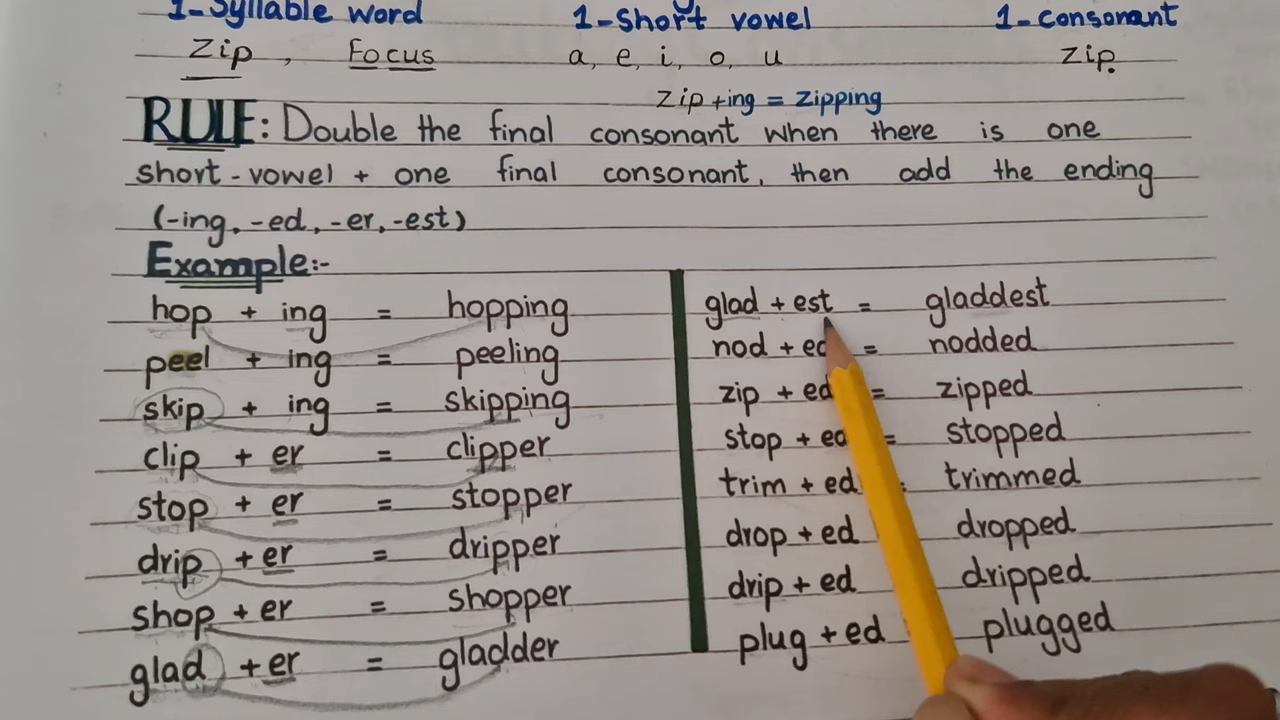 1-Syllable word 1-Short vowel 1-consonant
Zip, Focus a, e, i, o, u Zip.
Zip+ing = Zipping
RULE: Double the final consonant when there is one
short-vowel + one final consonant, then add the ending
(-ing, -ed, -er, -est)
Example:-
hop + ing = hopping
peel + ing = peeling
skip + ing = skipping
clip + er = clipper
stop + er = stopper
drip + er = dripper
shop + er = shopper
glad + er = gladder
glad + est = gladdest
nod + ed = nodded
zip + ed = zipped
stop + ed = stopped
trim + ed = trimmed
drop + ed dropped
drip + ed dripped
plug + ed plugged